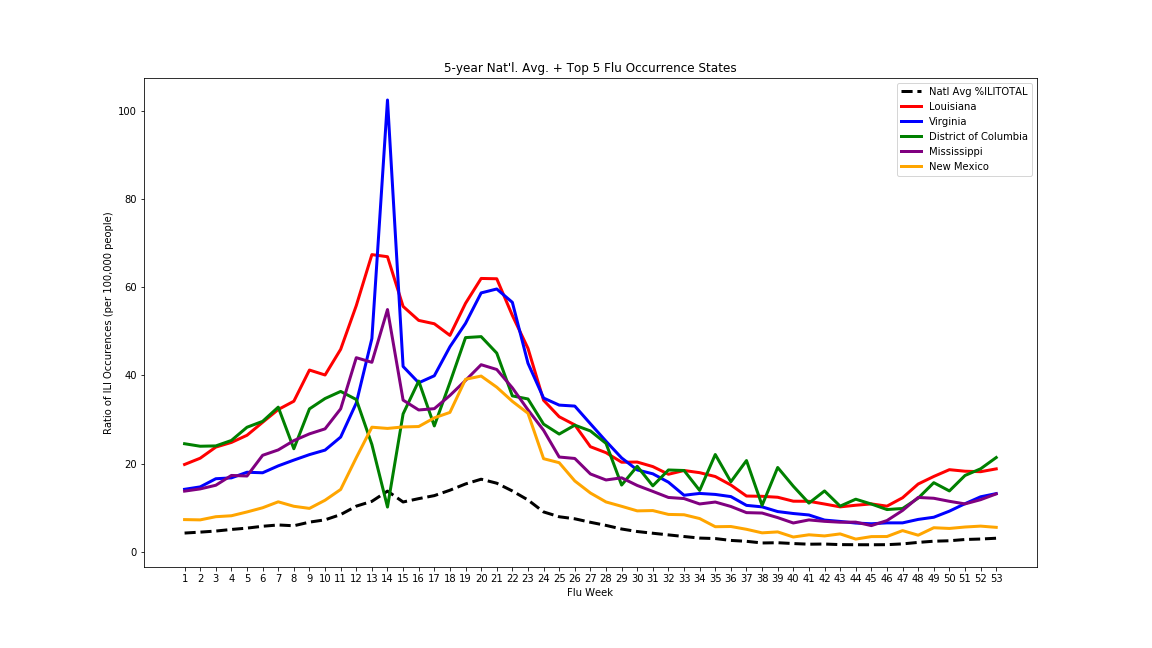 5-year Nat'l. Avg. + Top 5 Flu Occurrence States
Natl Avg %ILITOTAL
Louisiana
Virginia
District of Columbia
Mississippi
New Mexico
Ratio of ILI Occurences (per 100,000 people)
100
80
60
40
20
0
1 2 3 4 5 6 7 8 9 10 11 12 13 14 15 16 17 18 19 20 21 22 23 24 25 26 27 28 29 30 31 32 33 34 35 36 37 38 39 40 41 42 43 44 45 46 47 48 49 50 51 52 53
Flu Week